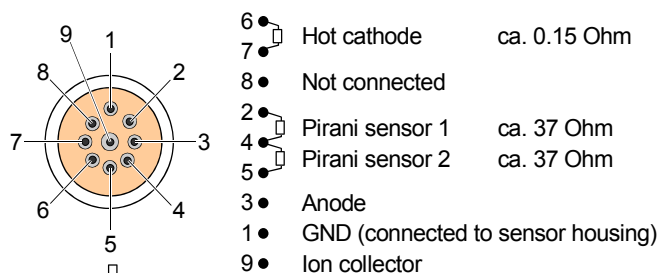 9
1
8
2
7
3
6
4
5
6
7 Hot cathode ca. 0.15 Ohm
8 Not connected
2
4 Pirani sensor 1 ca. 37 Ohm
5 Pirani sensor 2 ca. 37 Ohm
3 Anode
1 GND (connected to sensor housing)
9 Ion collector